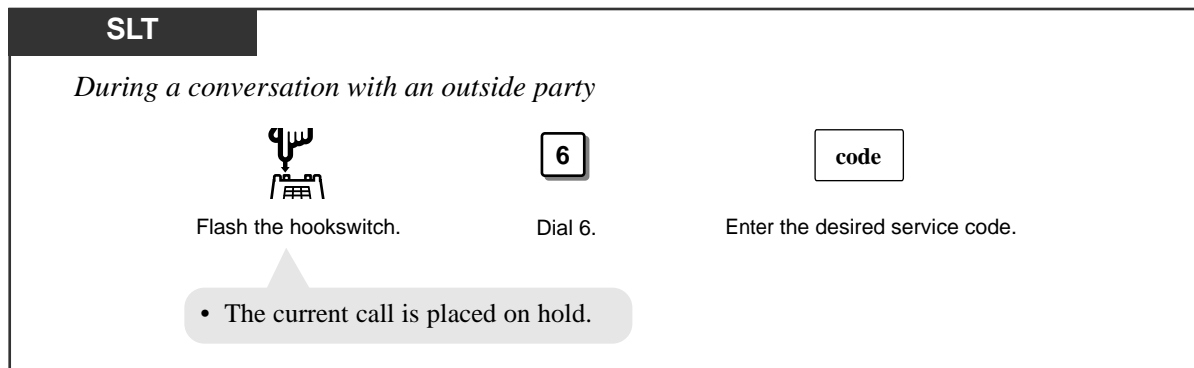 SLT
During a conversation with an outside party
6
code
Flash the hookswitch.
Dial 6.
Enter the desired service code.
• The current call is placed on hold.